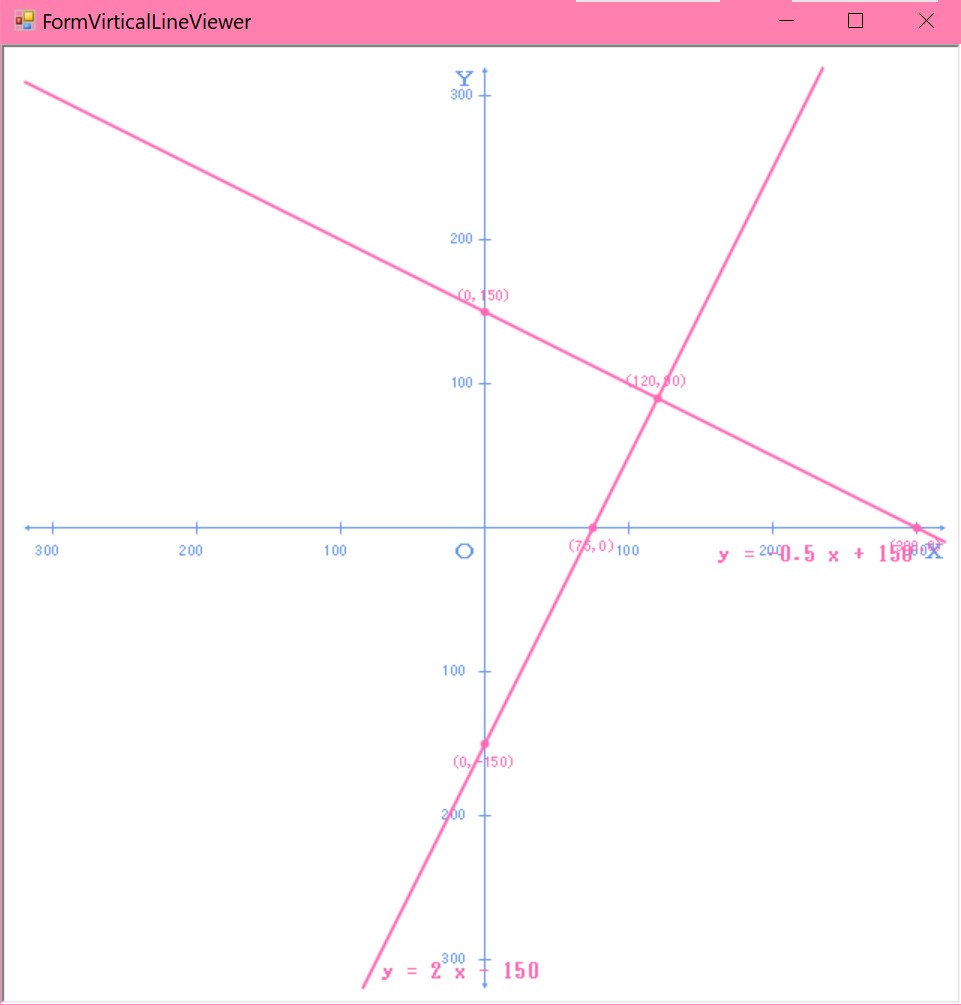 FormVirticalLineViewer
Y
300
200
(0,150)
100
(120,90)
300
200
100
O
(75,0)
100
200
X
y = -0.5 x + 150
100
(0,-150)
200
300
y = 2 x - 150